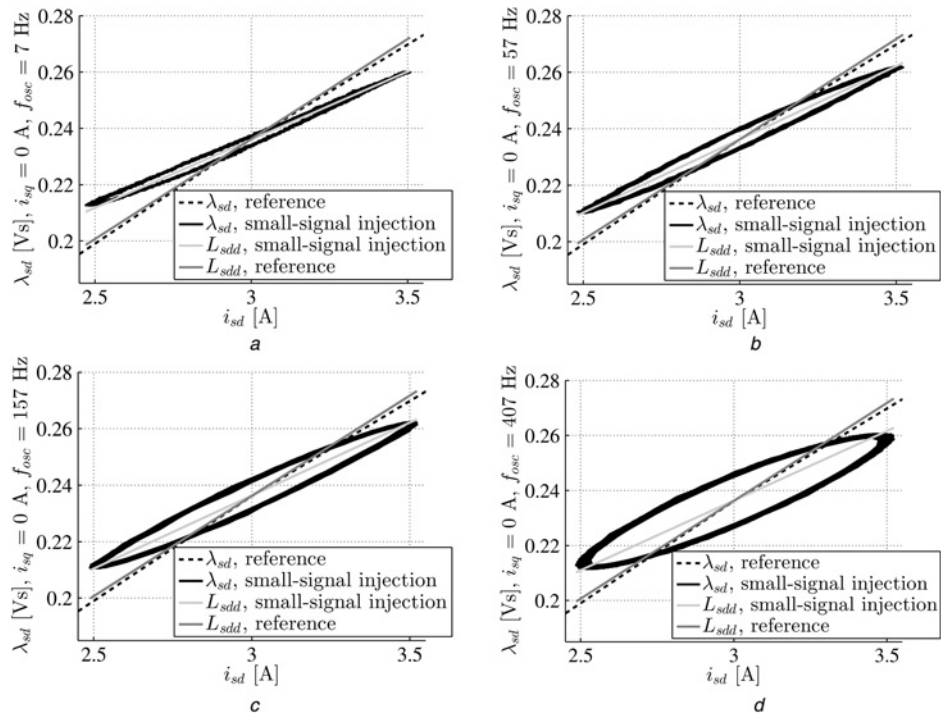 λsd [Vs], isq = 0 A, fosc = 7 Hz
0.28
0.26
0.24
0.22
0.2
λsd, reference
λsd, small-signal injection
Lsdd, small-signal injection
Lsdd, reference
2.5 3 3.5
isd [A]
a
λsd [Vs], isq = 0 A, fosc = 57 Hz
0.28
0.26
0.24
0.22
0.2
λsd, reference
λsd, small-signal injection
Lsdd, small-signal injection
Lsdd, reference
2.5 3 3.5
isd [A]
b
λsd [Vs], isq = 0 A, fosc = 157 Hz
0.28
0.26
0.24
0.22
0.2
λsd, reference
λsd, small-signal injection
Lsdd, small-signal injection
Lsdd, reference
2.5 3 3.5
isd [A]
c
λsd [Vs], isq = 0 A, fosc = 407 Hz
0.28
0.26
0.24
0.22
0.2
λsd, reference
λsd, small-signal injection
Lsdd, small-signal injection
Lsdd, reference
2.5 3 3.5
isd [A]
d